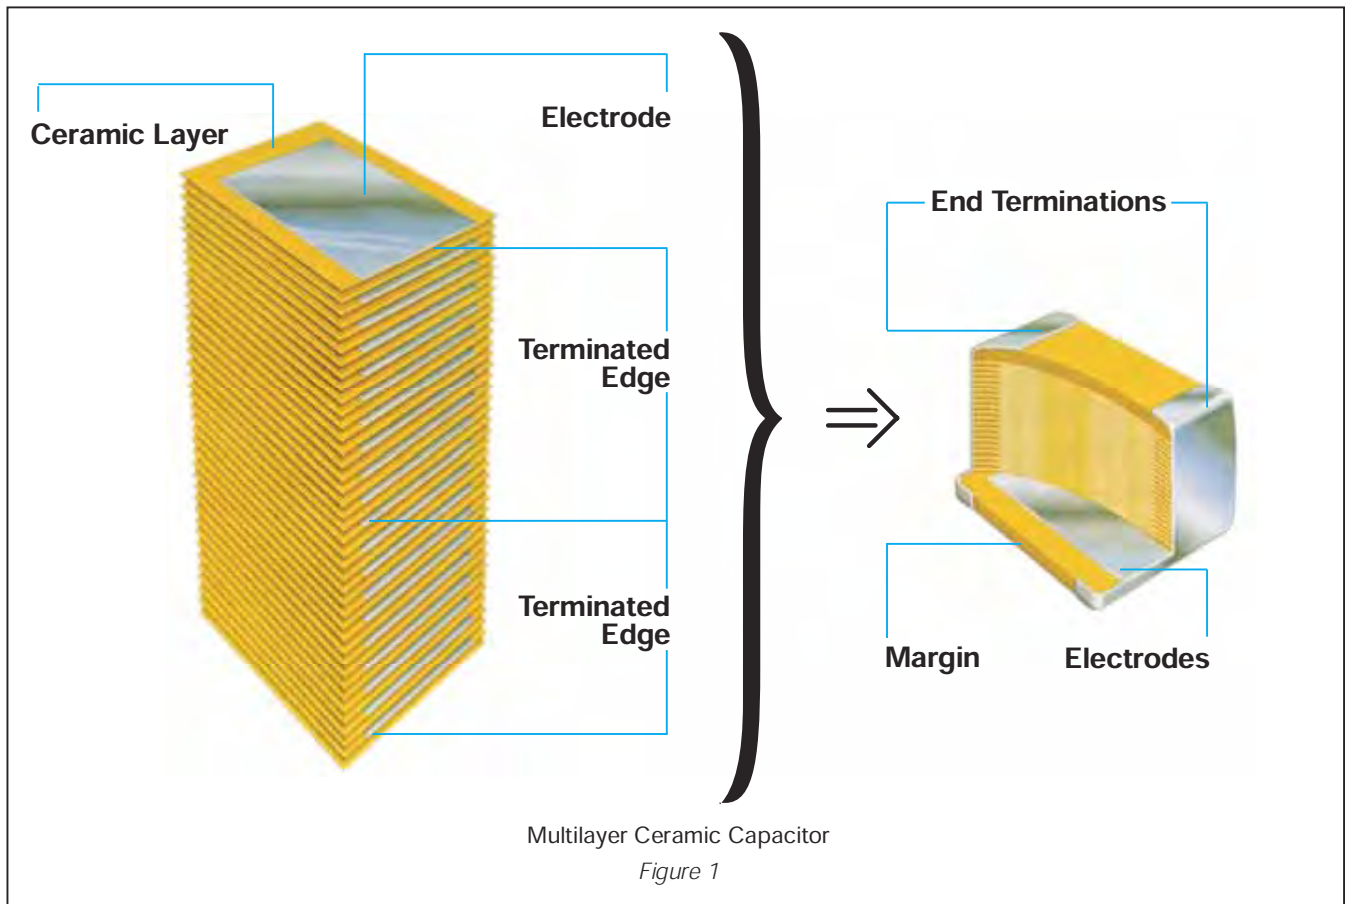 Ceramic Layer
Electrode
End Terminations
Terminated
Edge
Terminated
Edge
Margin
Electrodes
Multilayer Ceramic Capacitor
Figure 1